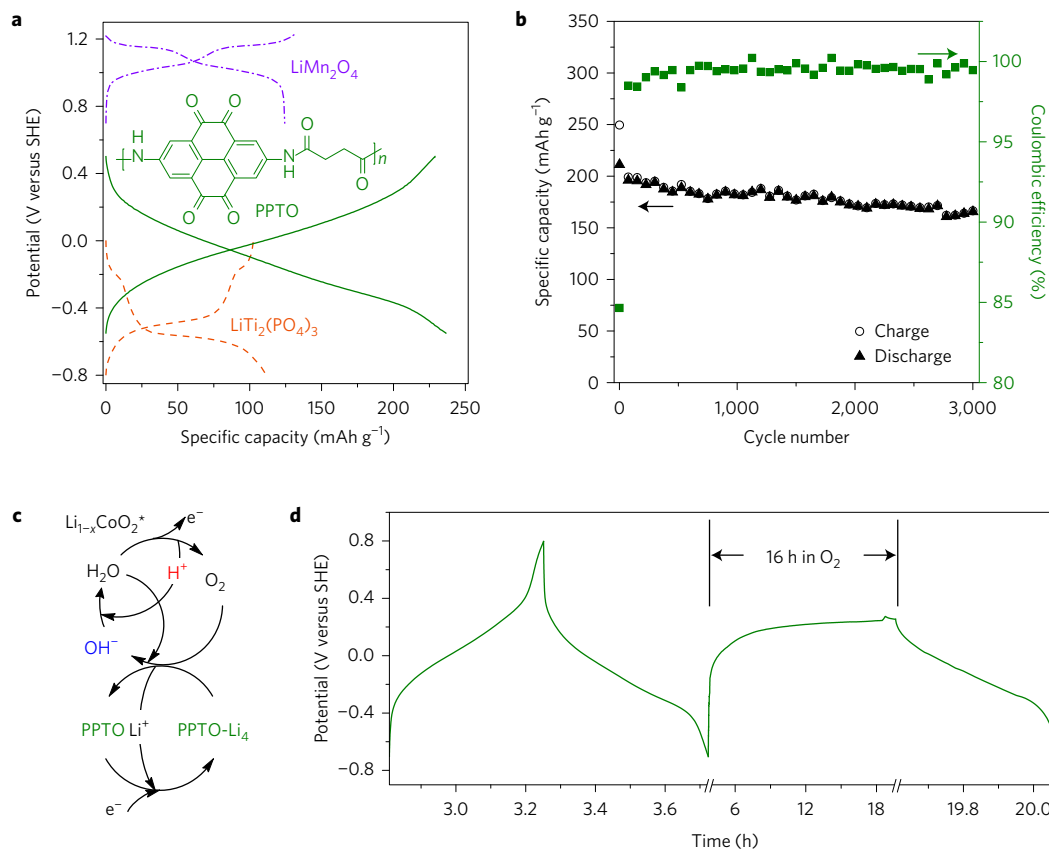 a
1.2
0.8
0.4
0.0
−0.4
−0.8
Potential (V versus SHE)
0 50 100 150 200 250
Specific capacity (mAh g⁻¹)
LiMn₂O₄
O O
H
N
[ ]n
O
N
H
O
O O
PPTO
LiTi₂(PO₄)₃
b
350
300
250
200
150
100
50
0
Specific capacity (mAh g⁻¹)
100
95
90
85
80
Coulombic efficiency (%)
Charge
Discharge
0 1,000 2,000 3,000
Cycle number
c
Li₁₋ₓCoO₂* e⁻
H₂O H⁺ O₂
OH⁻
PPTO Li⁺ PPTO-Li₄
e⁻
d
0.8
0.4
0.0
−0.4
−0.8
Potential (V versus SHE)
16 h in O₂
3.0 3.2 3.4 3.6 6 12 18 19.8 20.0
Time (h)